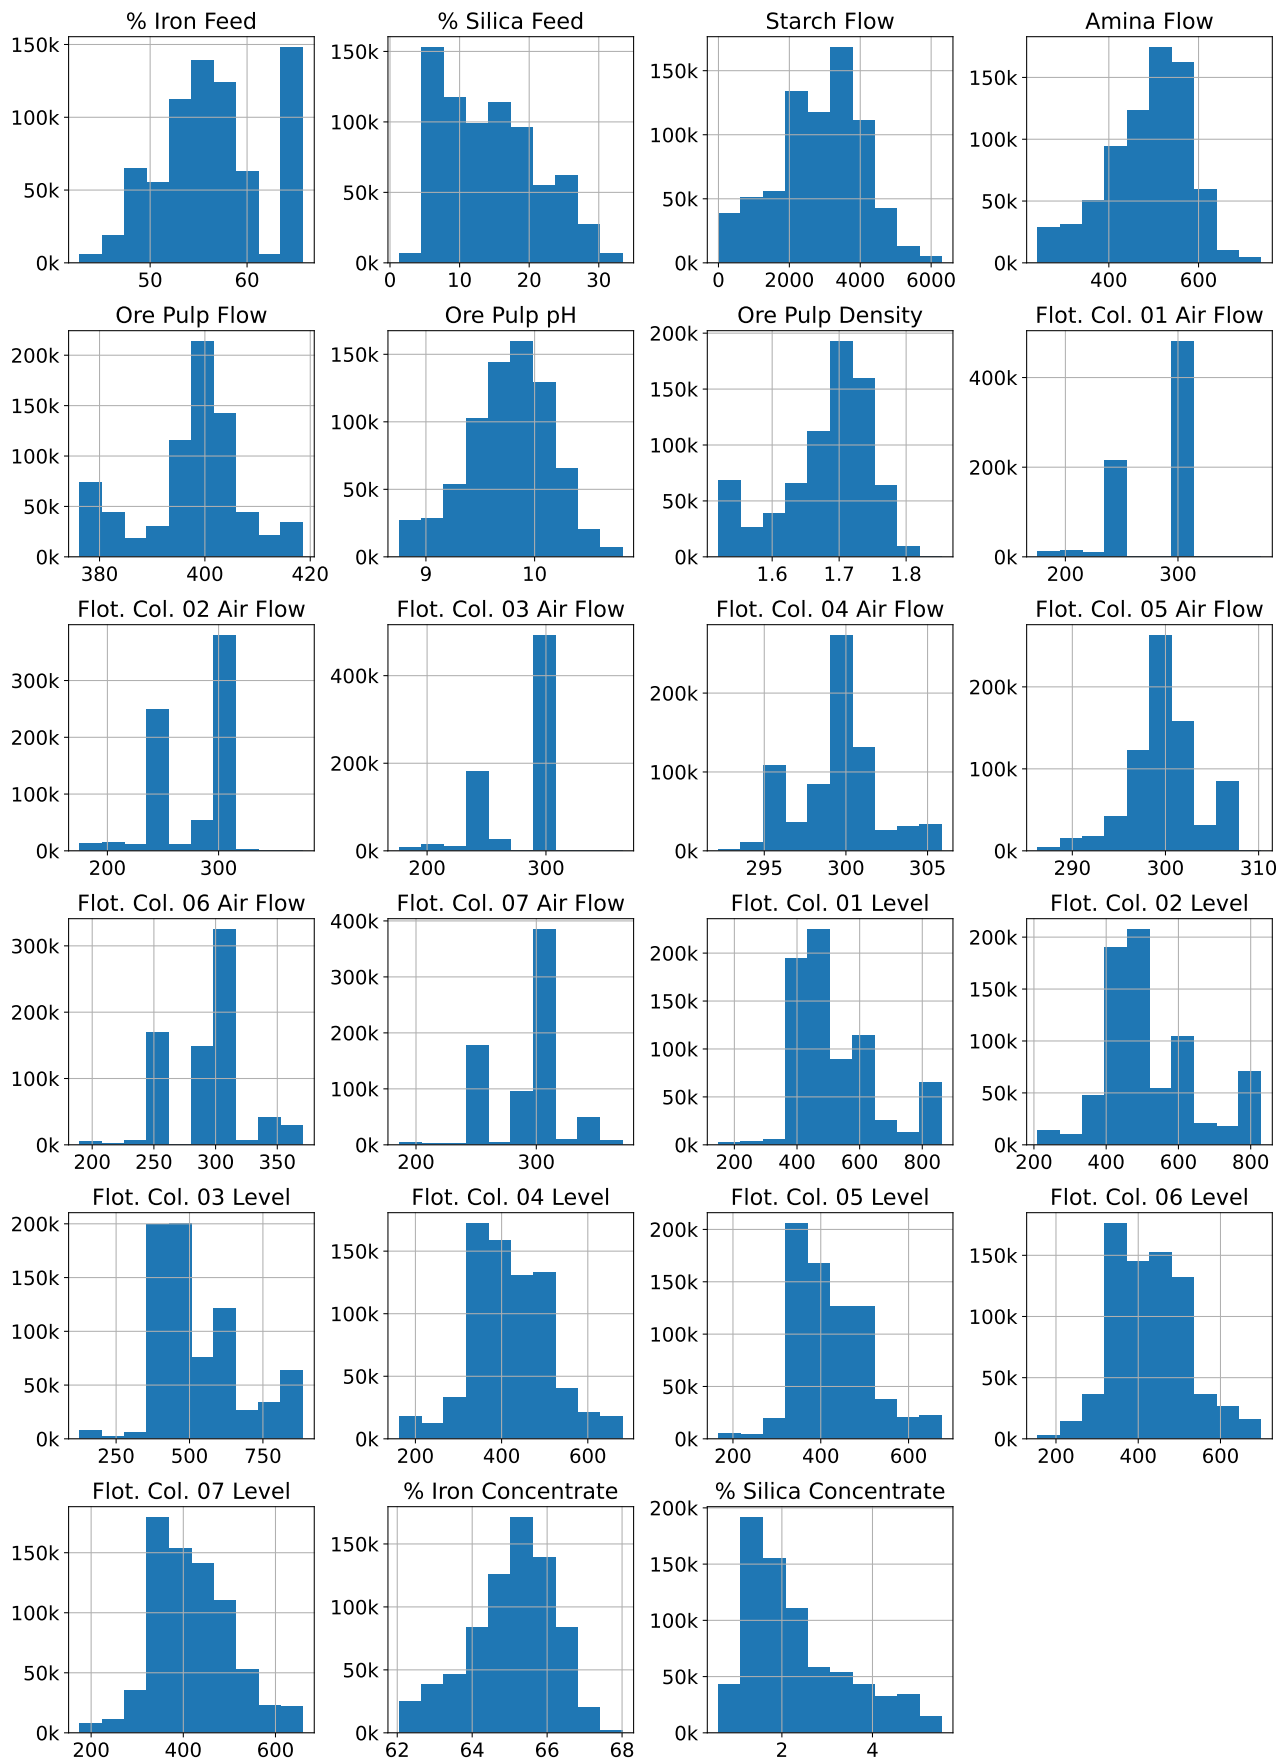 % Iron Feed
% Silica Feed
Starch Flow
Amina Flow
150k
100k
50k
0k
50
60
150k
100k
50k
0k
0
10
20
30
150k
100k
50k
0k
0
2000
4000
6000
150k
100k
50k
0k
400
600
Ore Pulp Flow
Ore Pulp pH
Ore Pulp Density
Flot. Col. 01 Air Flow
200k
150k
100k
50k
0k
380
400
420
150k
100k
50k
0k
9
10
200k
150k
100k
50k
0k
1.6
1.7
1.8
400k
200k
0k
200
300
Flot. Col. 02 Air Flow
Flot. Col. 03 Air Flow
Flot. Col. 04 Air Flow
Flot. Col. 05 Air Flow
300k
200k
100k
0k
200
300
400k
200k
0k
200
300
200k
100k
0k
295
300
305
200k
100k
0k
290
300
310
Flot. Col. 06 Air Flow
Flot. Col. 07 Air Flow
Flot. Col. 01 Level
Flot. Col. 02 Level
300k
200k
100k
0k
200
250
300
350
400k
300k
200k
100k
0k
200
300
200k
150k
100k
50k
0k
200
400
600
800
200k
150k
100k
50k
0k
200
400
600
800
Flot. Col. 03 Level
Flot. Col. 04 Level
Flot. Col. 05 Level
Flot. Col. 06 Level
200k
150k
100k
50k
0k
250
500
750
150k
100k
50k
0k
200
400
600
200k
150k
100k
50k
0k
200
400
600
150k
100k
50k
0k
200
400
600
Flot. Col. 07 Level
% Iron Concentrate
% Silica Concentrate
150k
100k
50k
0k
200
400
600
150k
100k
50k
0k
62
64
66
68
200k
150k
100k
50k
0k
2
4